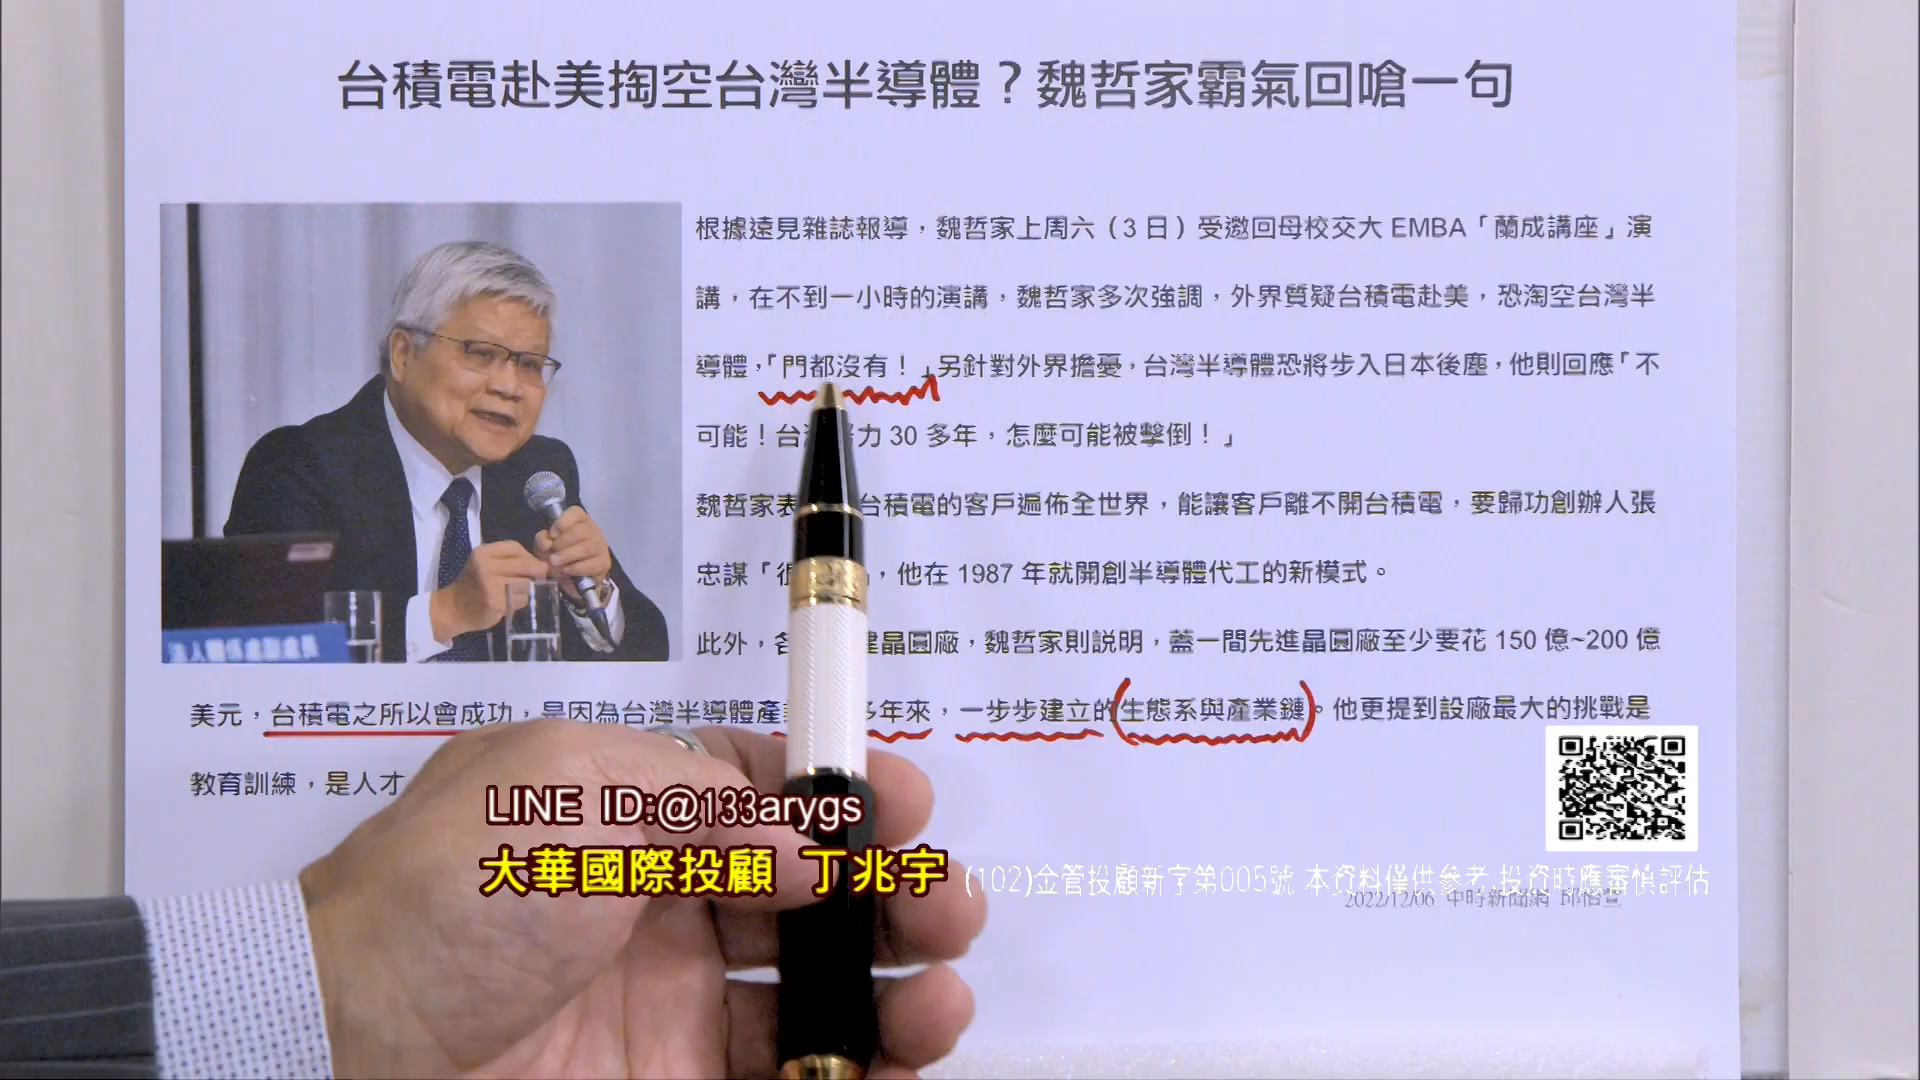 台積電赴美掏空台灣半導體？魏哲家霸氣回嗆一句
根據遠見雜誌報導，魏哲家上周六（3 日）受邀回母校交大 EMBA「蘭成講座」演
講，在不到一小時的演講，魏哲家多次強調，外界質疑台積電赴美，恐淘空台灣半
導體，「門都沒有！」另針對外界擔憂，台灣半導體恐將步入日本後塵，他則回應「不
可能！台 力 30 多年，怎麼可能被擊倒！」
魏哲家表 台積電的客戶遍佈全世界，能讓客戶離不開台積電，要歸功創辦人張
忠謀「很 ，他在 1987 年就開創半導體代工的新模式。
此外，各 建晶圓廠，魏哲家則說明，蓋一間先進晶圓廠至少要花 150 億~200 億
美元，台積電之所以會成功，是因為台灣半導體產 多年來，一步步建立的生態系與產業鏈。他更提到設廠最大的挑戰是
教育訓練，是人才
LINE ID:@133arygs
大華國際投顧 丁兆宇
(102)金管投顧新字第005號 本資料僅供參考 投資時應審慎評估
2022/12/06 中時新聞網 邱怡萱